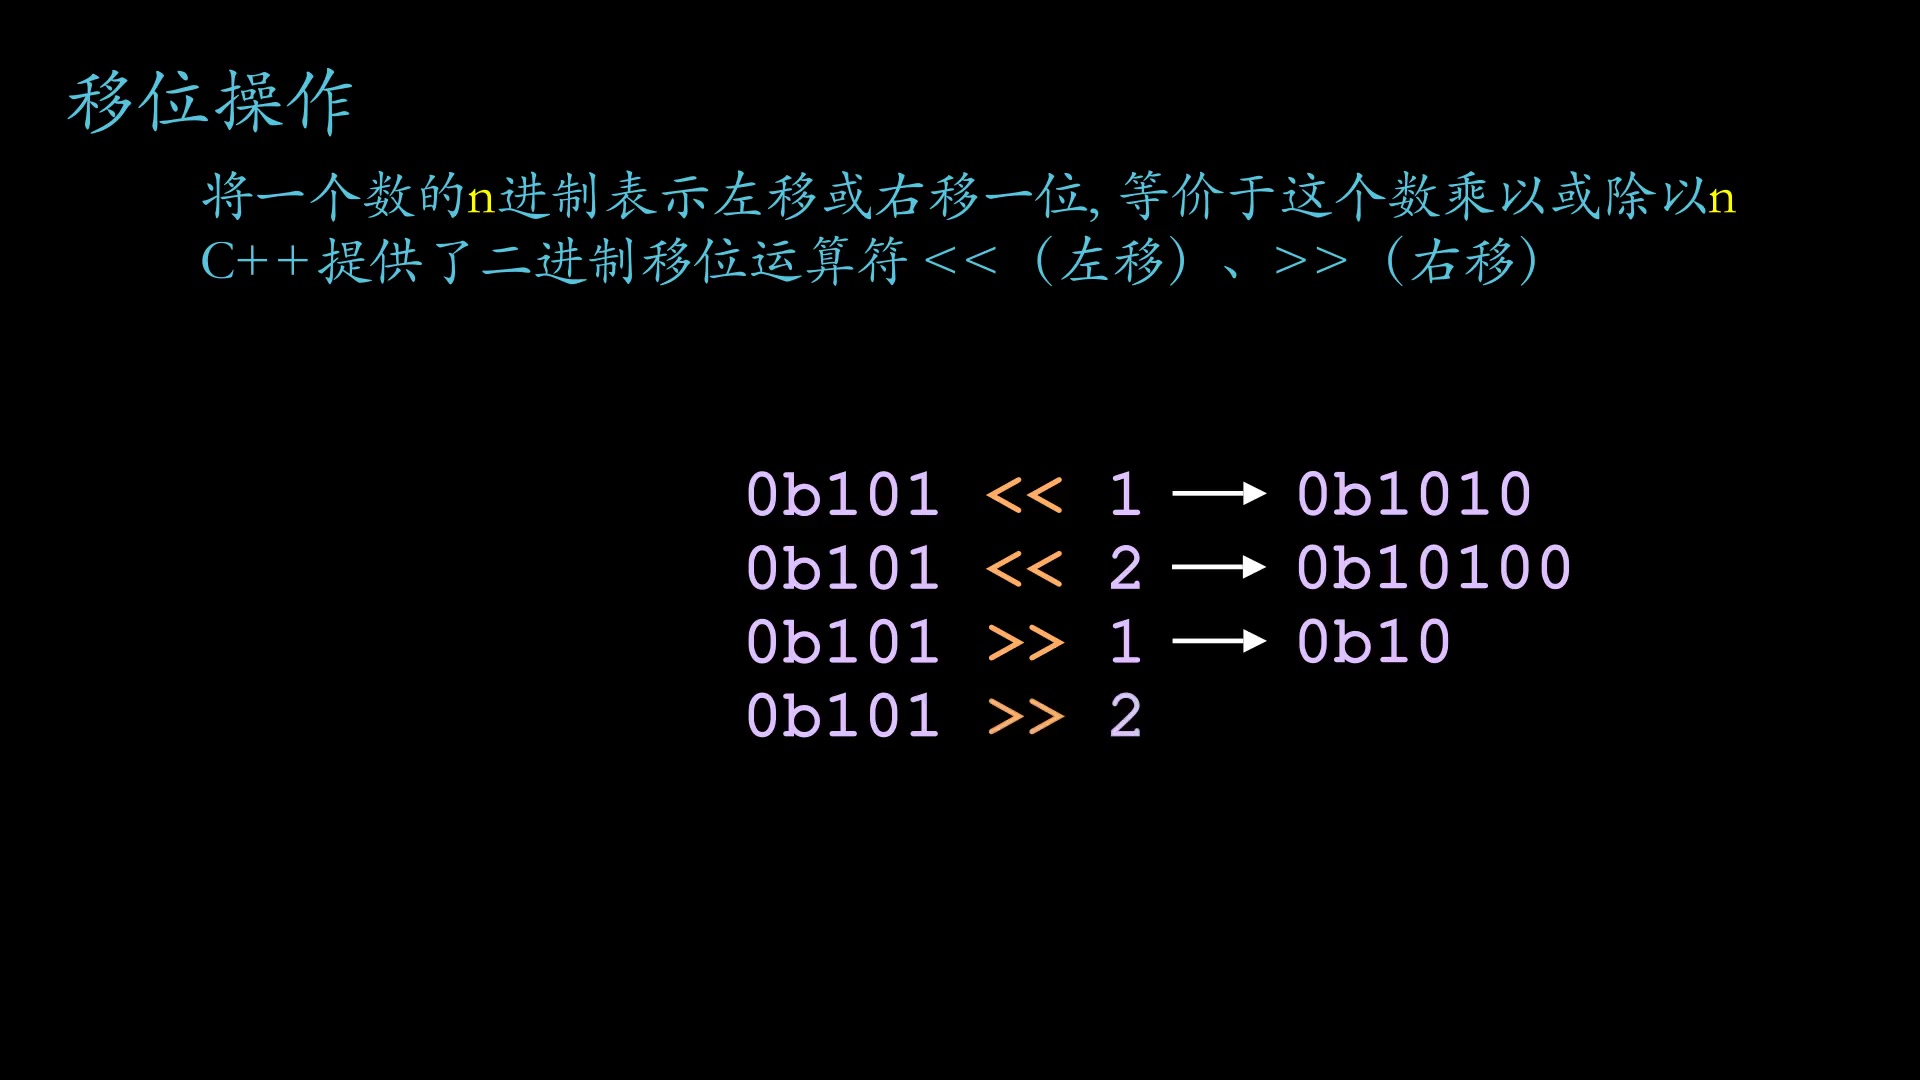 移位操作
将一个数的n进制表示左移或右移一位, 等价于这个数乘以或除以n
C++提供了二进制移位运算符<<（左移）、>>（右移）
0b101 << 1 → 0b1010
0b101 << 2 → 0b10100
0b101 >> 1 → 0b10
0b101 >> 2